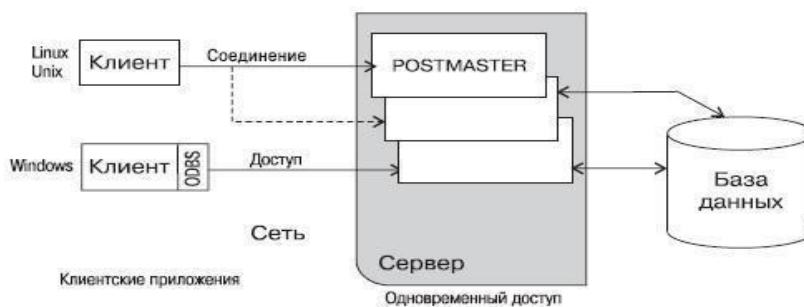 Linux
Unix
Клиент
Соединение
POSTMASTER
Windows
Клиент
ODBS
Доступ
База
данных
Сеть
Сервер
Клиентские приложения
Одновременный доступ